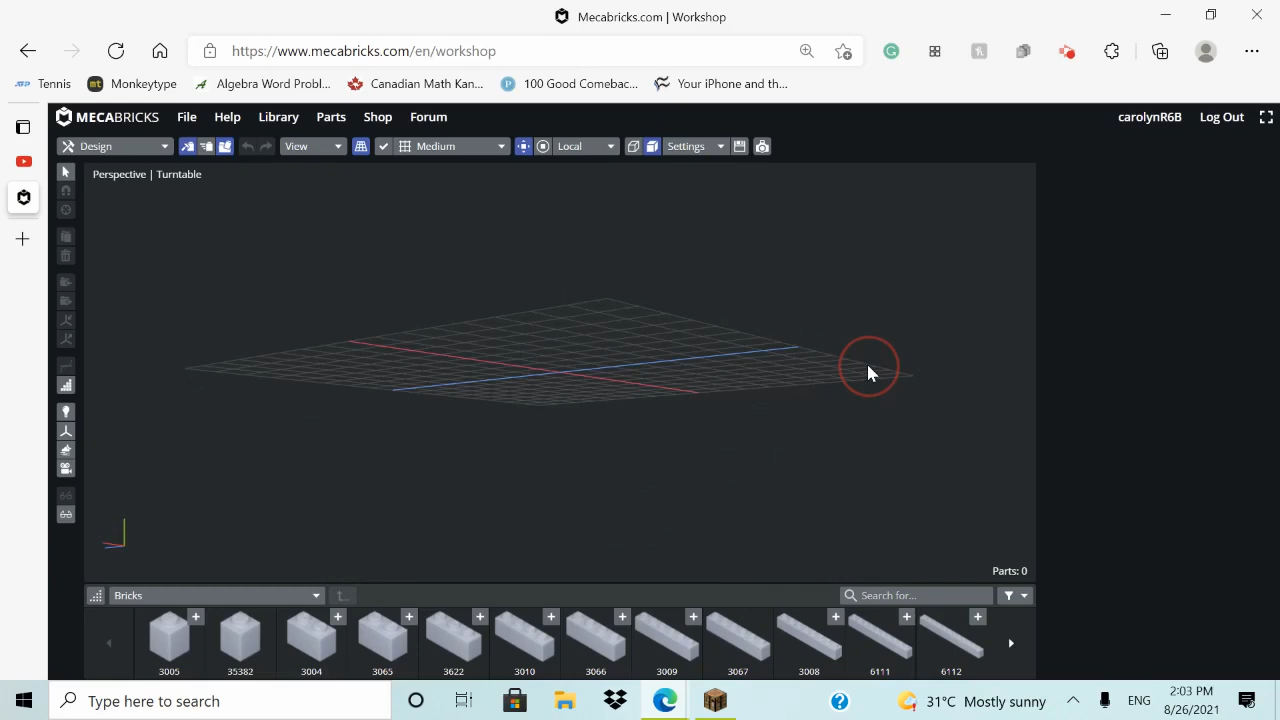 Mecabricks.com | Workshop
https://www.mecabricks.com/en/workshop
ATP Tennis
mt Monkeytype
Algebra Word Probl...
Canadian Math Kan...
P 100 Good Comebac...
Your iPhone and th...
MECABRICKS File Help Library Parts Shop Forum carolynR6B Log Out
Design View Medium Local Settings
Perspective | Turntable
Parts: 0
Bricks Search for...
3005 35382 3004 3065 3622 3010 3066 3009 3067 3008 6111 6112
Type here to search
31°C Mostly sunny ENG
2:03 PM
8/26/2021